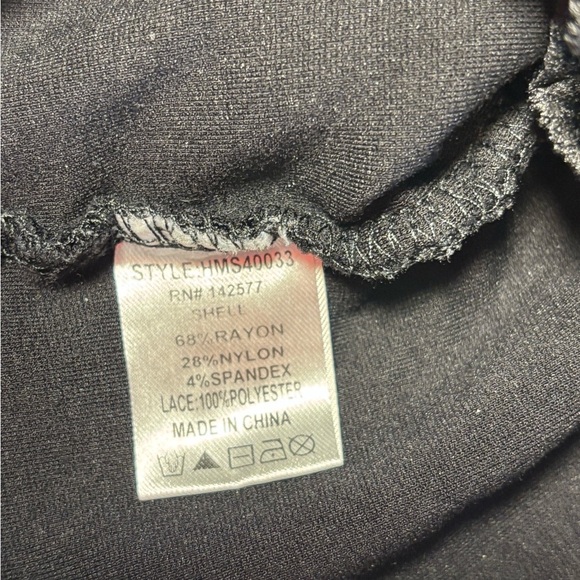 STYLE:HMS40033
RN# 142577
SHELL
68%RAYON
28%NYLON
4%SPANDEX
LACE:100%POLYESTER
MADE IN CHINA